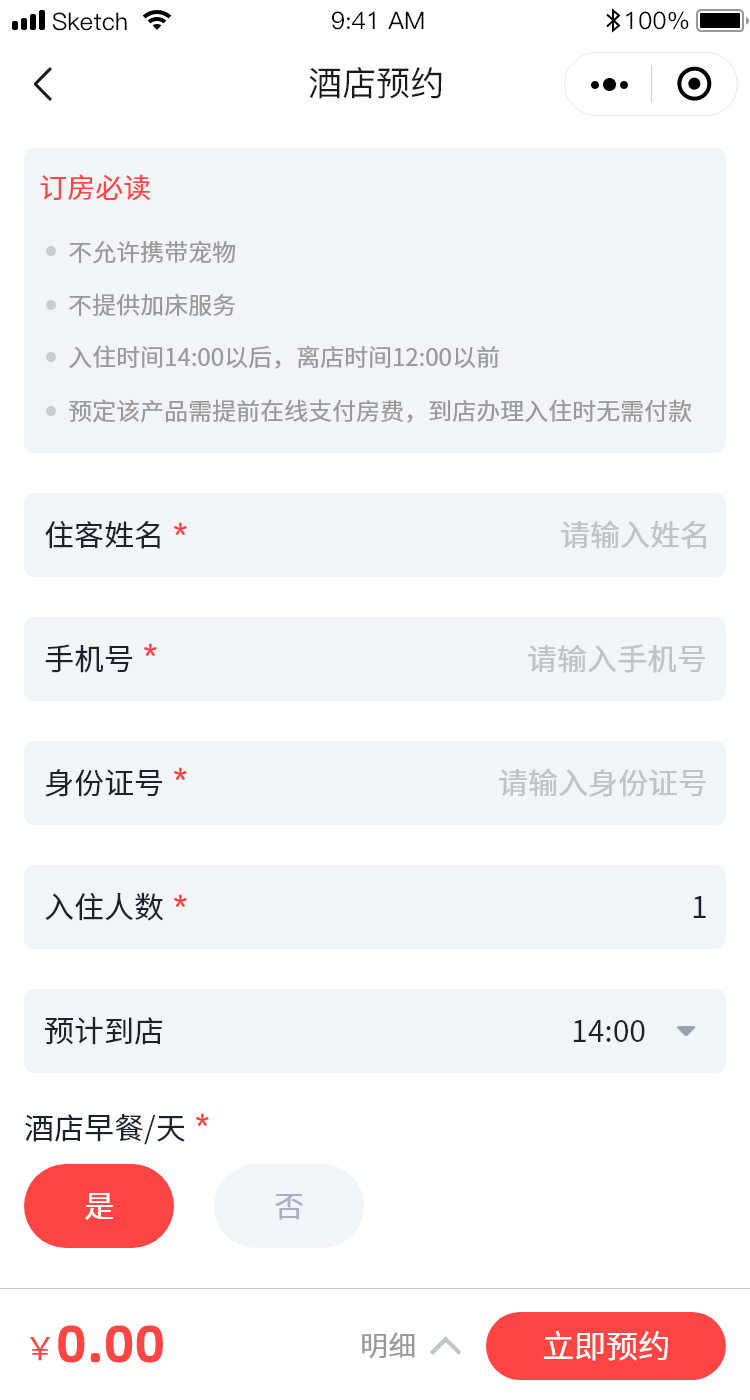 Sketch 9:41 AM 100%
酒店预约
订房必读
不允许携带宠物
不提供加床服务
入住时间14:00以后，离店时间12:00以前
预定该产品需提前在线支付房费，到店办理入住时无需付款
住客姓名 * 请输入姓名
手机号 * 请输入手机号
身份证号 * 请输入身份证号
入住人数 * 1
预计到店 14:00
酒店早餐/天 *
是 否
￥0.00 明细 立即预约